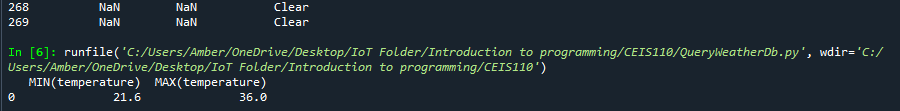 268 NaN NaN Clear
269 NaN NaN Clear
In [6]: runfile('C:/Users/Amber/OneDrive/Desktop/IoT Folder/Introduction to programming/CEIS110/QueryWeatherDb.py', wdir='C:/
Users/Amber/OneDrive/Desktop/IoT Folder/Introduction to programming/CEIS110')
MIN(temperature) MAX(temperature)
0 21.6 36.0